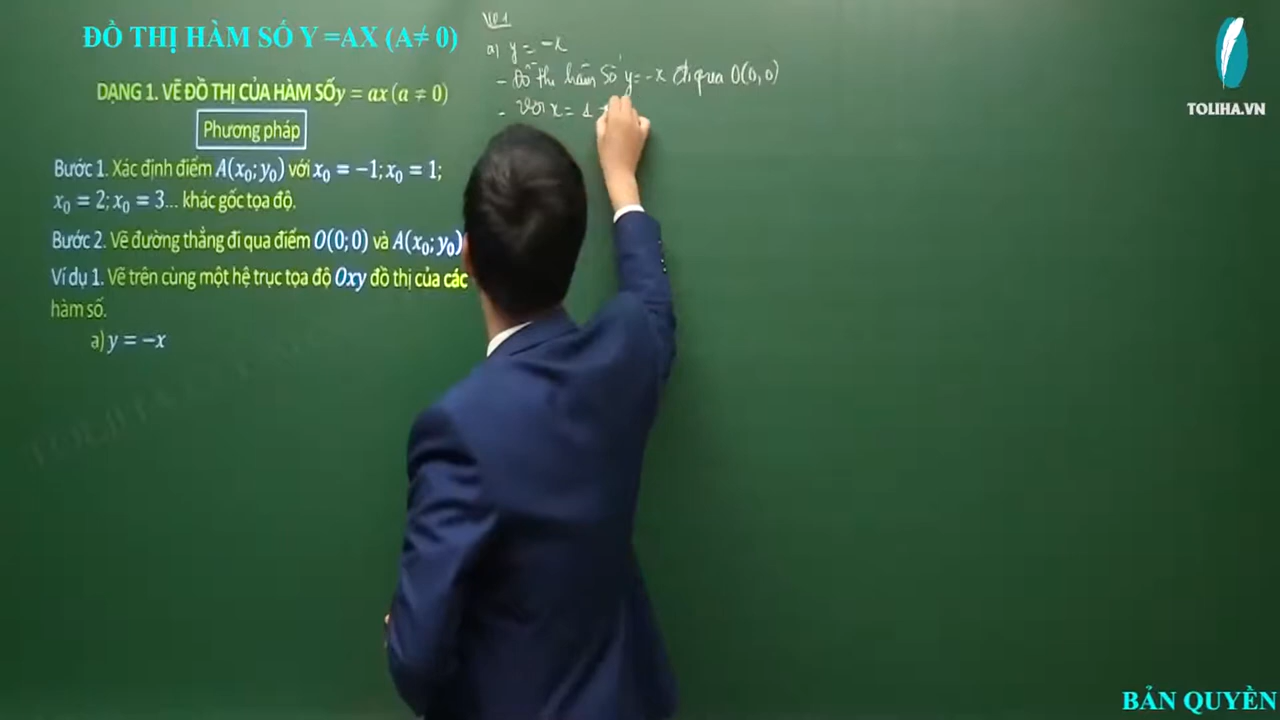 ĐỒ THỊ HÀM SỐ Y =AX (A≠ 0)
DẠNG 1. VẼ ĐỒ THỊ CỦA HÀM SỐ y = ax (a ≠ 0)
Phương pháp
Bước 1. Xác định điểm A(x₀; y₀) với x₀ = −1; x₀ = 1;
x₀ = 2; x₀ = 3... khác gốc tọa độ.
Bước 2. Vẽ đường thẳng đi qua điểm O(0; 0) và A(x₀; y₀)
Ví dụ 1. Vẽ trên cùng một hệ trục tọa độ Oxy đồ thị của các
hàm số.
a) y = −x
VD1
a) y = -x
- Đồ thị hàm số y = -x đi qua O(0,0)
- Với x = 1
TOLIHA.VN
BẢN QUYỀN